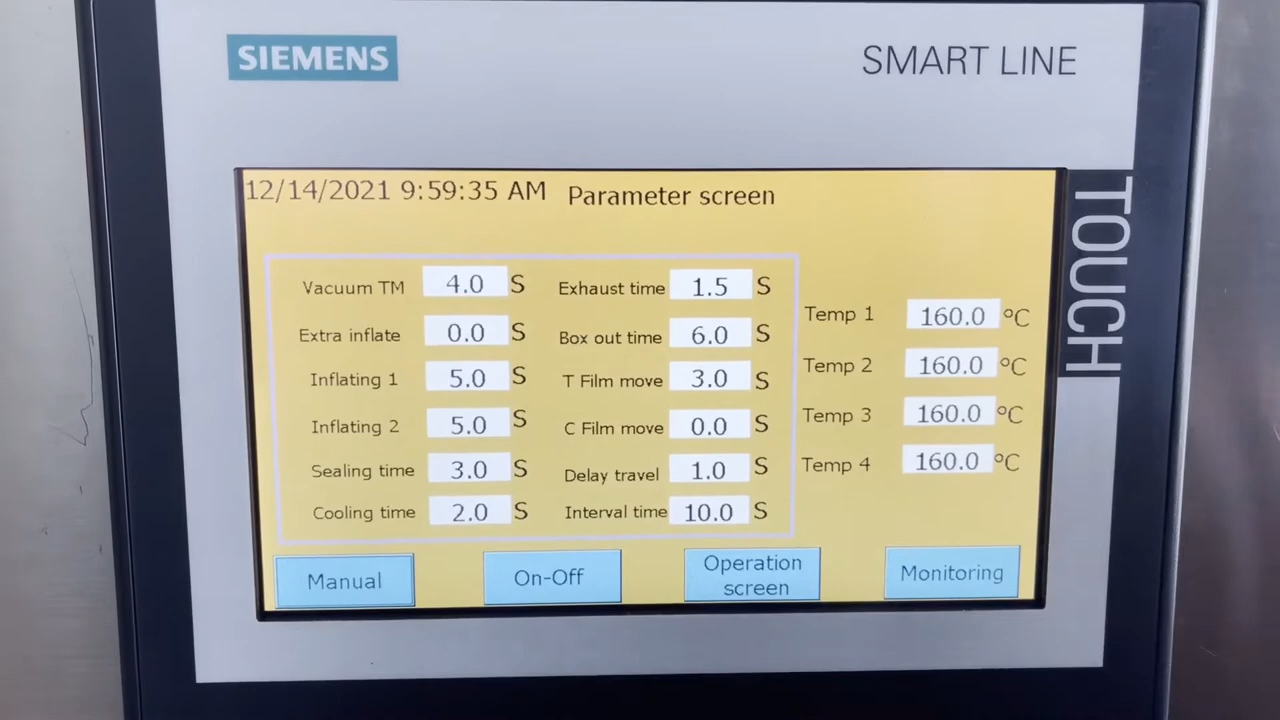 SIEMENS
SMART LINE
TOUCH
12/14/2021 9:59:35 AM Parameter screen
Vacuum TM 4.0 S Exhaust time 1.5 S
Extra inflate 0.0 S Box out time 6.0 S
Inflating 1 5.0 S T Film move 3.0 S
Inflating 2 5.0 S C Film move 0.0 S
Sealing time 3.0 S Delay travel 1.0 S
Cooling time 2.0 S Interval time 10.0 S
Temp 1 160.0 °C
Temp 2 160.0 °C
Temp 3 160.0 °C
Temp 4 160.0 °C
Manual
On-Off
Operation
screen
Monitoring